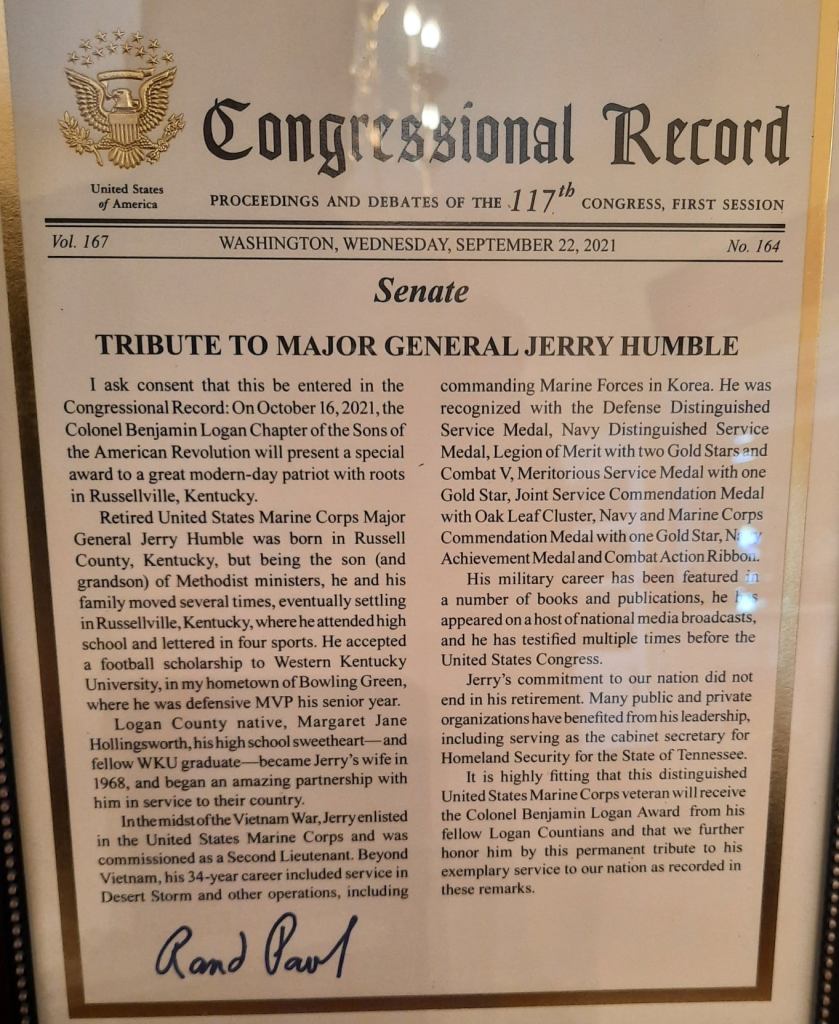 Congressional Record
United States
of America
PROCEEDINGS AND DEBATES OF THE 117th CONGRESS, FIRST SESSION
Vol. 167 WASHINGTON, WEDNESDAY, SEPTEMBER 22, 2021 No. 164
Senate
TRIBUTE TO MAJOR GENERAL JERRY HUMBLE
I ask consent that this be entered in the
Congressional Record: On October 16, 2021, the
Colonel Benjamin Logan Chapter of the Sons of
the American Revolution will present a special
award to a great modern-day patriot with roots
in Russellville, Kentucky.
Retired United States Marine Corps Major
General Jerry Humble was born in Russell
County, Kentucky, but being the son (and
grandson) of Methodist ministers, he and his
family moved several times, eventually settling
in Russellville, Kentucky, where he attended high
school and lettered in four sports. He accepted
a football scholarship to Western Kentucky
University, in my hometown of Bowling Green,
where he was defensive MVP his senior year.
Logan County native, Margaret Jane
Hollingsworth, his high school sweetheart—and
fellow WKU graduate—became Jerry's wife in
1968, and began an amazing partnership with
him in service to their country.
In the midst of the Vietnam War, Jerry enlisted
in the United States Marine Corps and was
commissioned as a Second Lieutenant. Beyond
Vietnam, his 34-year career included service in
Desert Storm and other operations, including
commanding Marine Forces in Korea. He was
recognized with the Defense Distinguished
Service Medal, Navy Distinguished Service
Medal, Legion of Merit with two Gold Stars and
Combat V, Meritorious Service Medal with one
Gold Star, Joint Service Commendation Medal
with Oak Leaf Cluster, Navy and Marine Corps
Commendation Medal with one Gold Star, Navy
Achievement Medal and Combat Action Ribbon.
His military career has been featured in
a number of books and publications, he has
appeared on a host of national media broadcasts,
and he has testified multiple times before the
United States Congress.
Jerry's commitment to our nation did not
end in his retirement. Many public and private
organizations have benefited from his leadership,
including serving as the cabinet secretary for
Homeland Security for the State of Tennessee.
It is highly fitting that this distinguished
United States Marine Corps veteran will receive
the Colonel Benjamin Logan Award from his
fellow Logan Countians and that we further
honor him by this permanent tribute to his
exemplary service to our nation as recorded in
these remarks.
Rand Paul